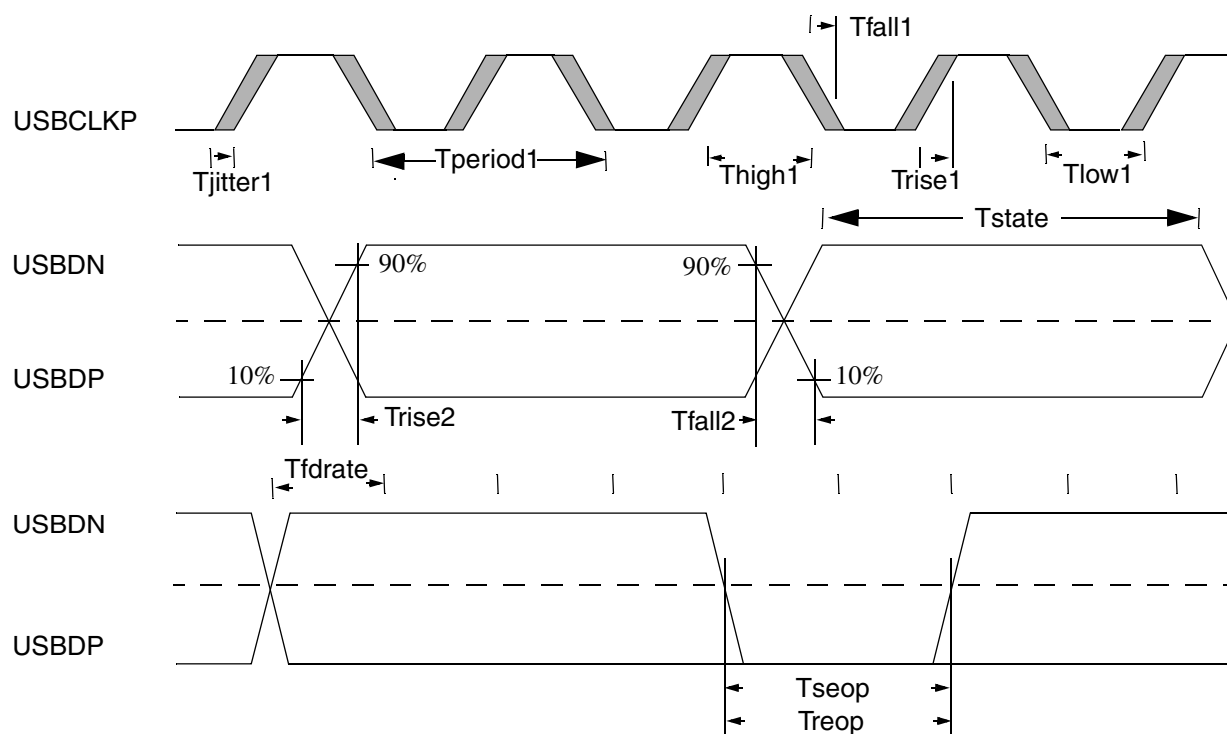 Tfall1
USBCLKP
Tperiod1
Tjitter1
Thigh1
Trise1
Tlow1
Tstate
USBDN
90%
90%
USBDP
10%
10%
Trise2
Tfall2
Tfdrate
USBDN
USBDP
Tseop
Treop